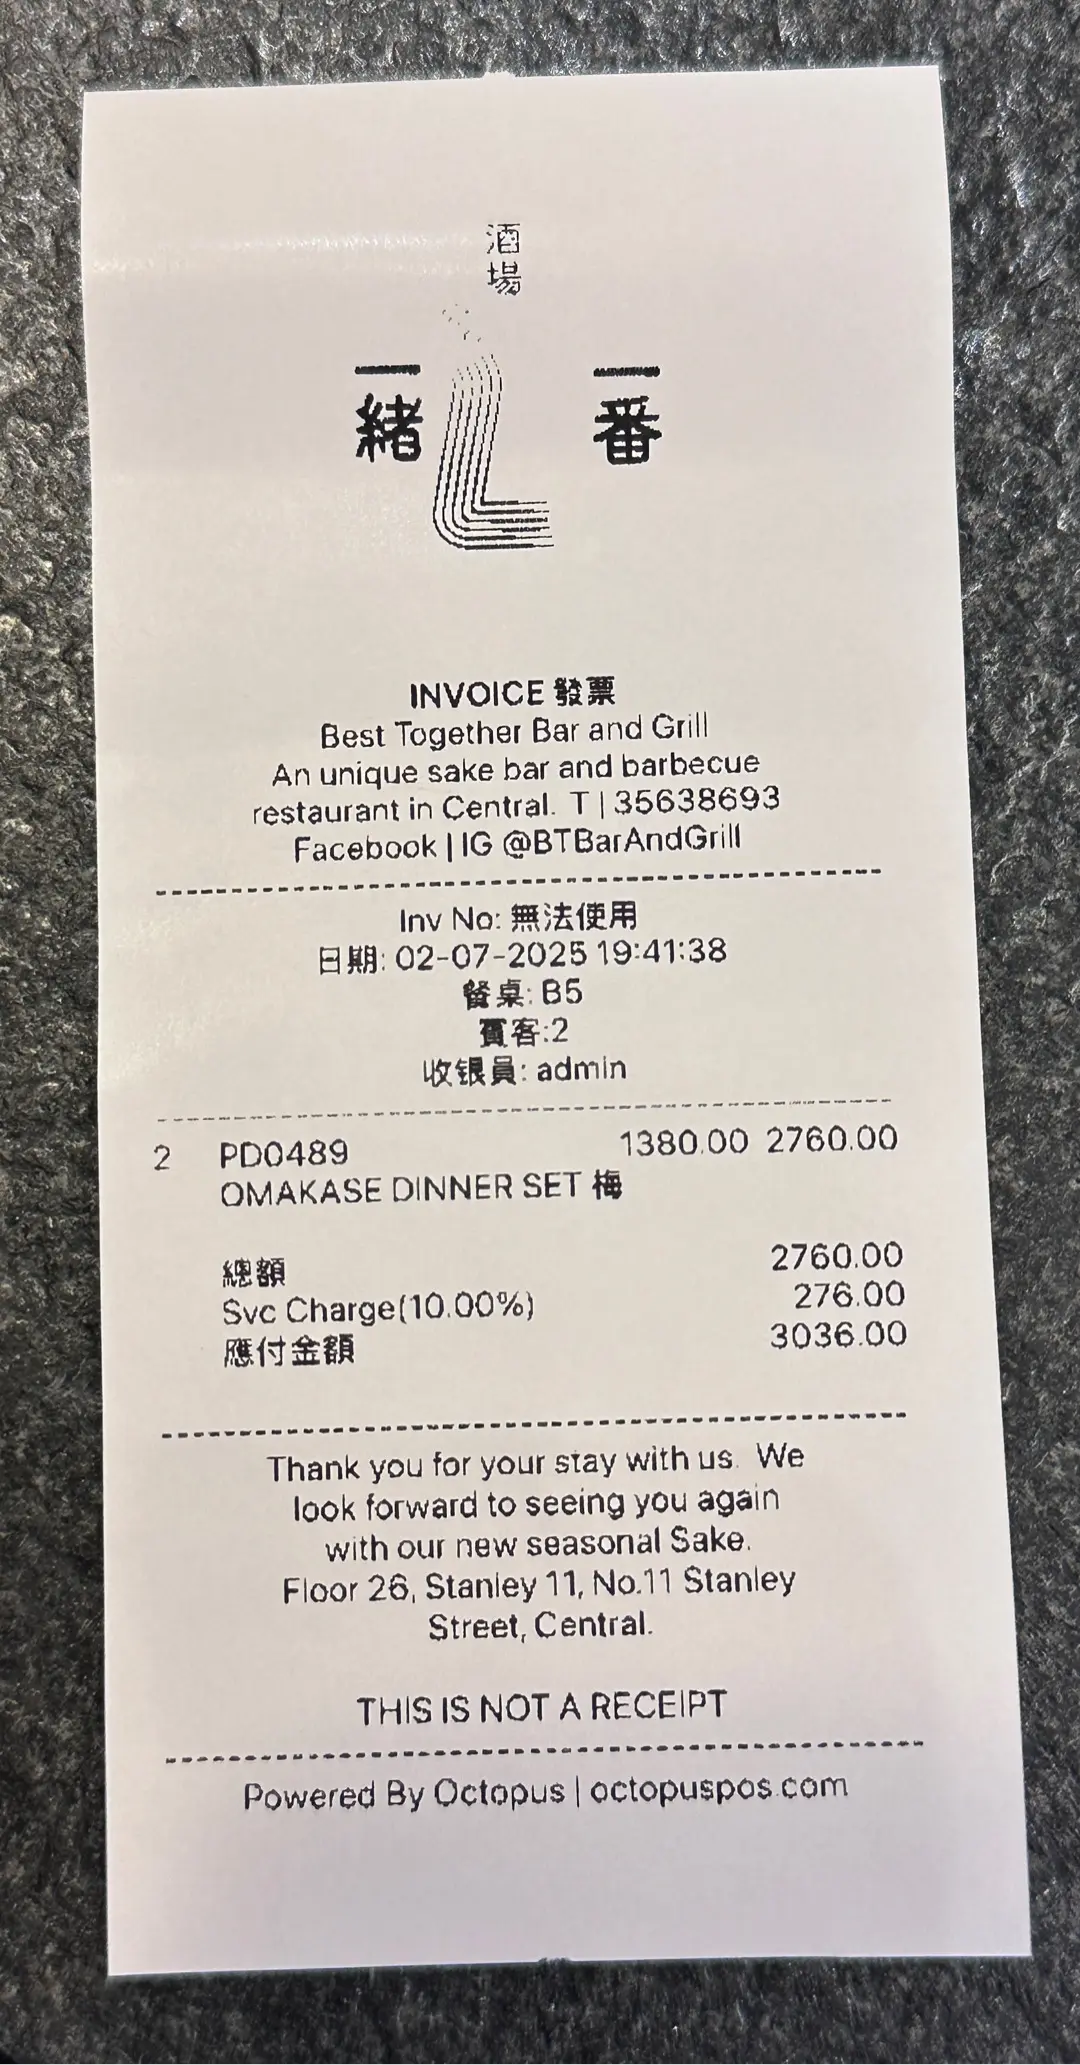 酒場
一緒
一番
INVOICE 發票
Best Together Bar and Grill
An unique sake bar and barbecue
restaurant in Central. T | 35638693
Facebook | IG @BTBarAndGrill
Inv No: 無法使用
日期: 02-07-2025 19:41:38
餐桌: B5
賓客:2
收银員: admin
2 PD0489 1380.00 2760.00
OMAKASE DINNER SET 梅
總額 2760.00
Svc Charge(10.00%) 276.00
應付金額 3036.00
Thank you for your stay with us. We
look forward to seeing you again
with our new seasonal Sake.
Floor 26, Stanley 11, No.11 Stanley
Street, Central.
THIS IS NOT A RECEIPT
Powered By Octopus | octopuspos.com